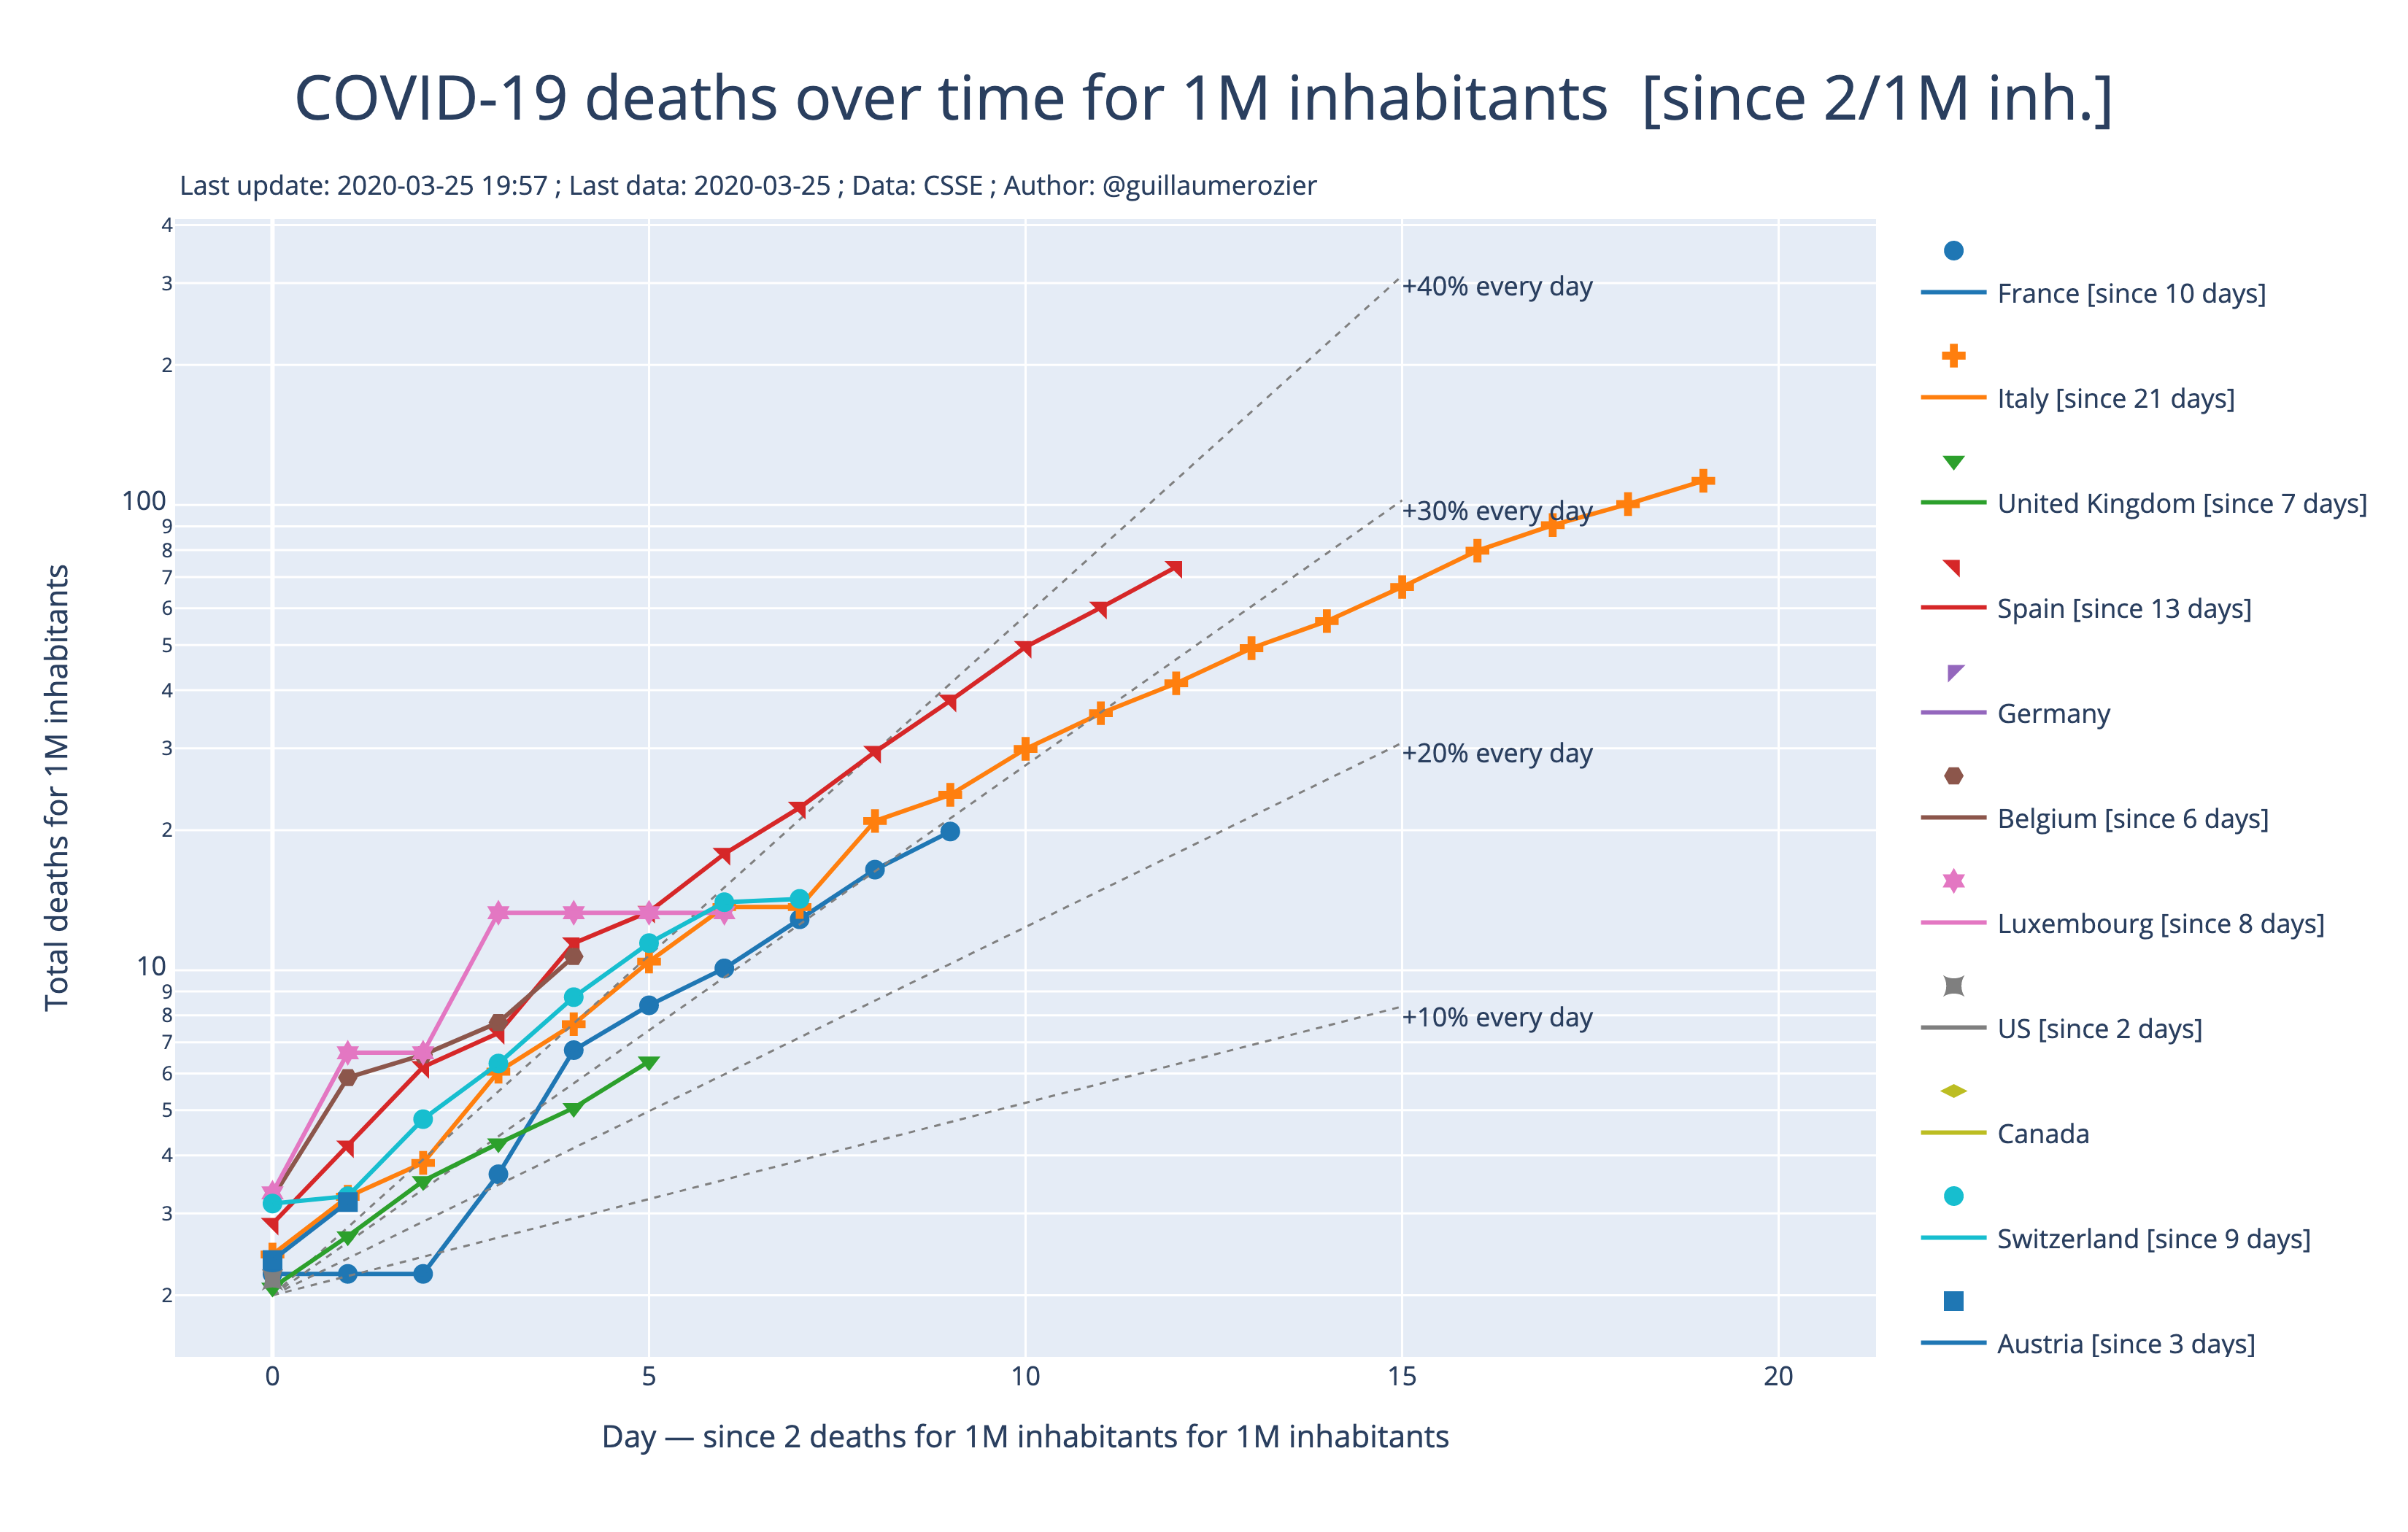 COVID-19 deaths over time for 1M inhabitants [since 2/1M inh.]
Last update: 2020-03-25 19:57 ; Last data: 2020-03-25 ; Data: CSSE ; Author: @guillaumerozier
4
3
2
100
9
8
7
6
5
4
3
2
10
9
8
7
6
5
4
3
2
Total deaths for 1M inhabitants
+40% every day
+30% every day
+20% every day
+10% every day
0 5 10 15 20
Day — since 2 deaths for 1M inhabitants for 1M inhabitants
France [since 10 days]
Italy [since 21 days]
United Kingdom [since 7 days]
Spain [since 13 days]
Germany
Belgium [since 6 days]
Luxembourg [since 8 days]
US [since 2 days]
Canada
Switzerland [since 9 days]
Austria [since 3 days]